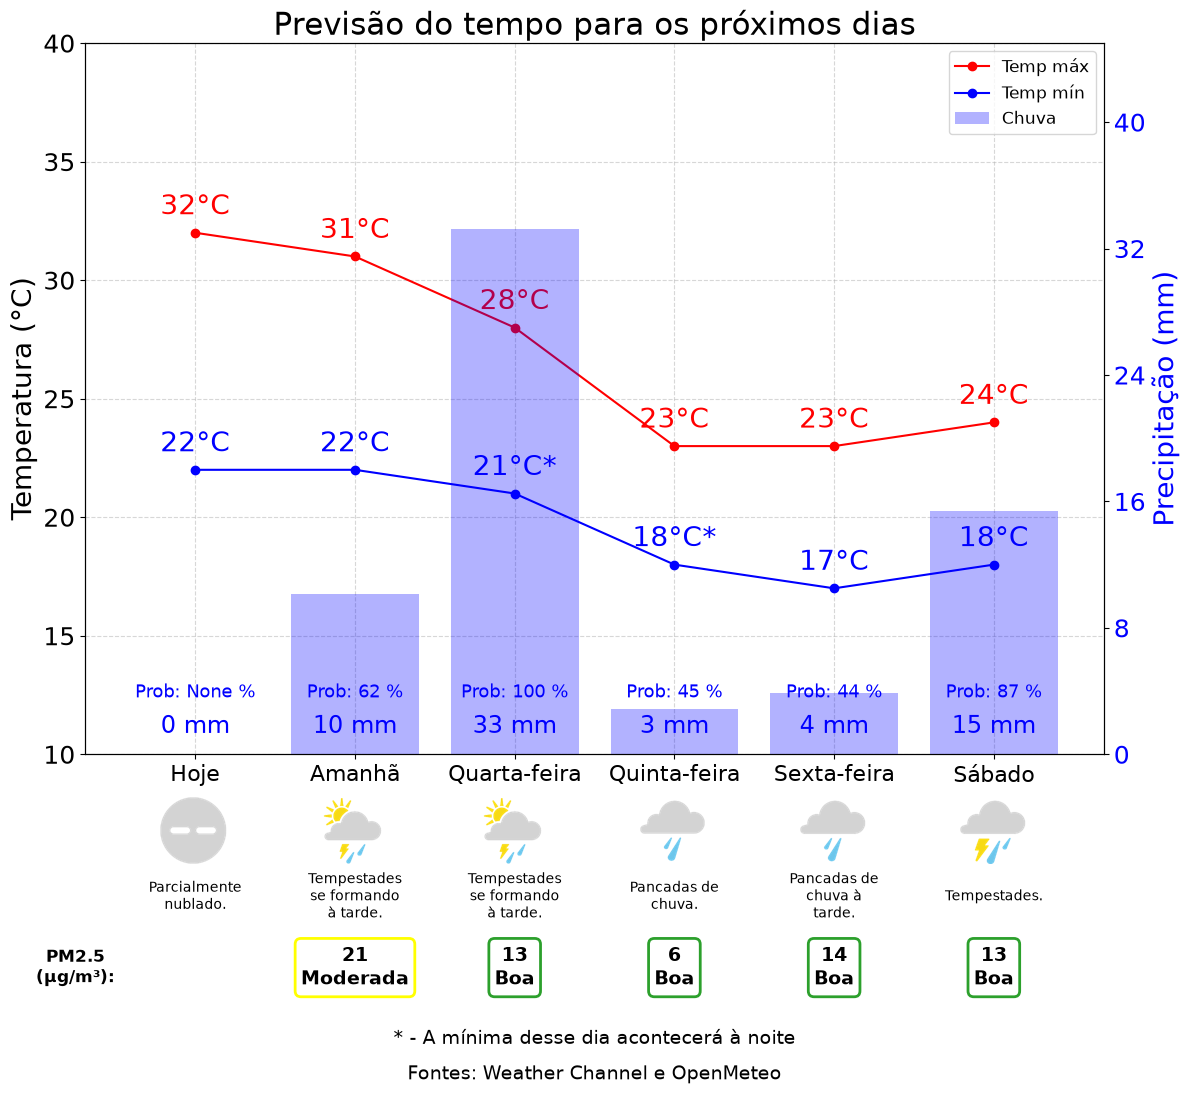 Previsão do tempo para os próximos dias
Temp máx
Temp mín
Chuva
Temperatura (°C)
Precipitação (mm)
40
35
30
25
20
15
10
40
32
24
16
8
0
32°C
31°C
28°C
23°C
23°C
24°C
22°C
22°C
21°C*
18°C*
17°C
18°C
Prob: None %
Prob: 62 %
Prob: 100 %
Prob: 45 %
Prob: 44 %
Prob: 87 %
0 mm
10 mm
33 mm
3 mm
4 mm
15 mm
Hoje
Amanhã
Quarta-feira
Quinta-feira
Sexta-feira
Sábado
Parcialmente
nublado.
Tempestades
se formando
à tarde.
Tempestades
se formando
à tarde.
Pancadas de
chuva.
Pancadas de
chuva à
tarde.
Tempestades.
PM2.5
(µg/m³):
21
Moderada
13
Boa
6
Boa
14
Boa
13
Boa
* - A mínima desse dia acontecerá à noite
Fontes: Weather Channel e OpenMeteo